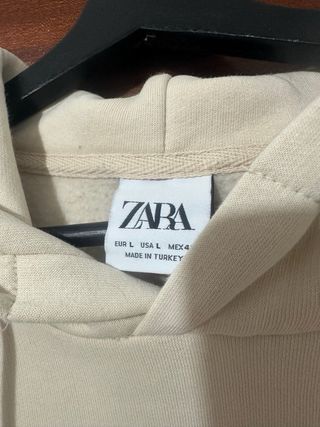 ZARA
EUR L USA L MEX 4
MADE IN TURKEY